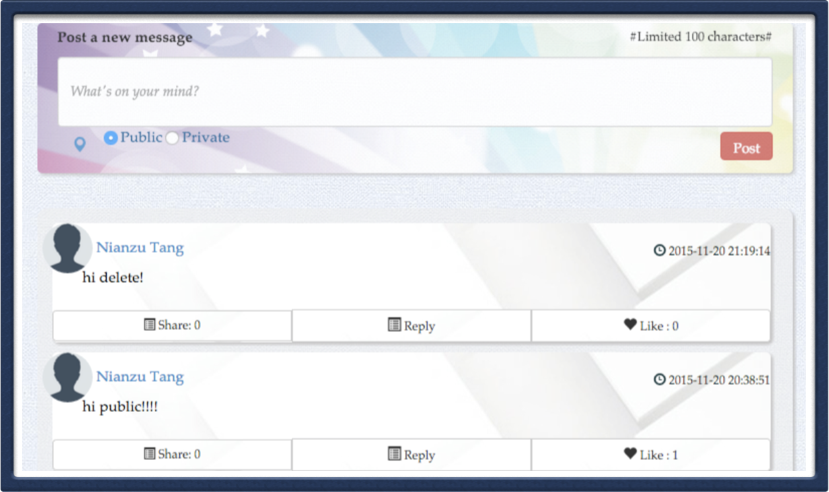 Post a new message #Limited 100 characters#
What's on your mind?
Public Private
Post
Nianzu Tang 2015-11-20 21:19:14
hi delete!
Share: 0 Reply Like : 0
Nianzu Tang 2015-11-20 20:38:51
hi public!!!!
Share: 0 Reply Like : 1